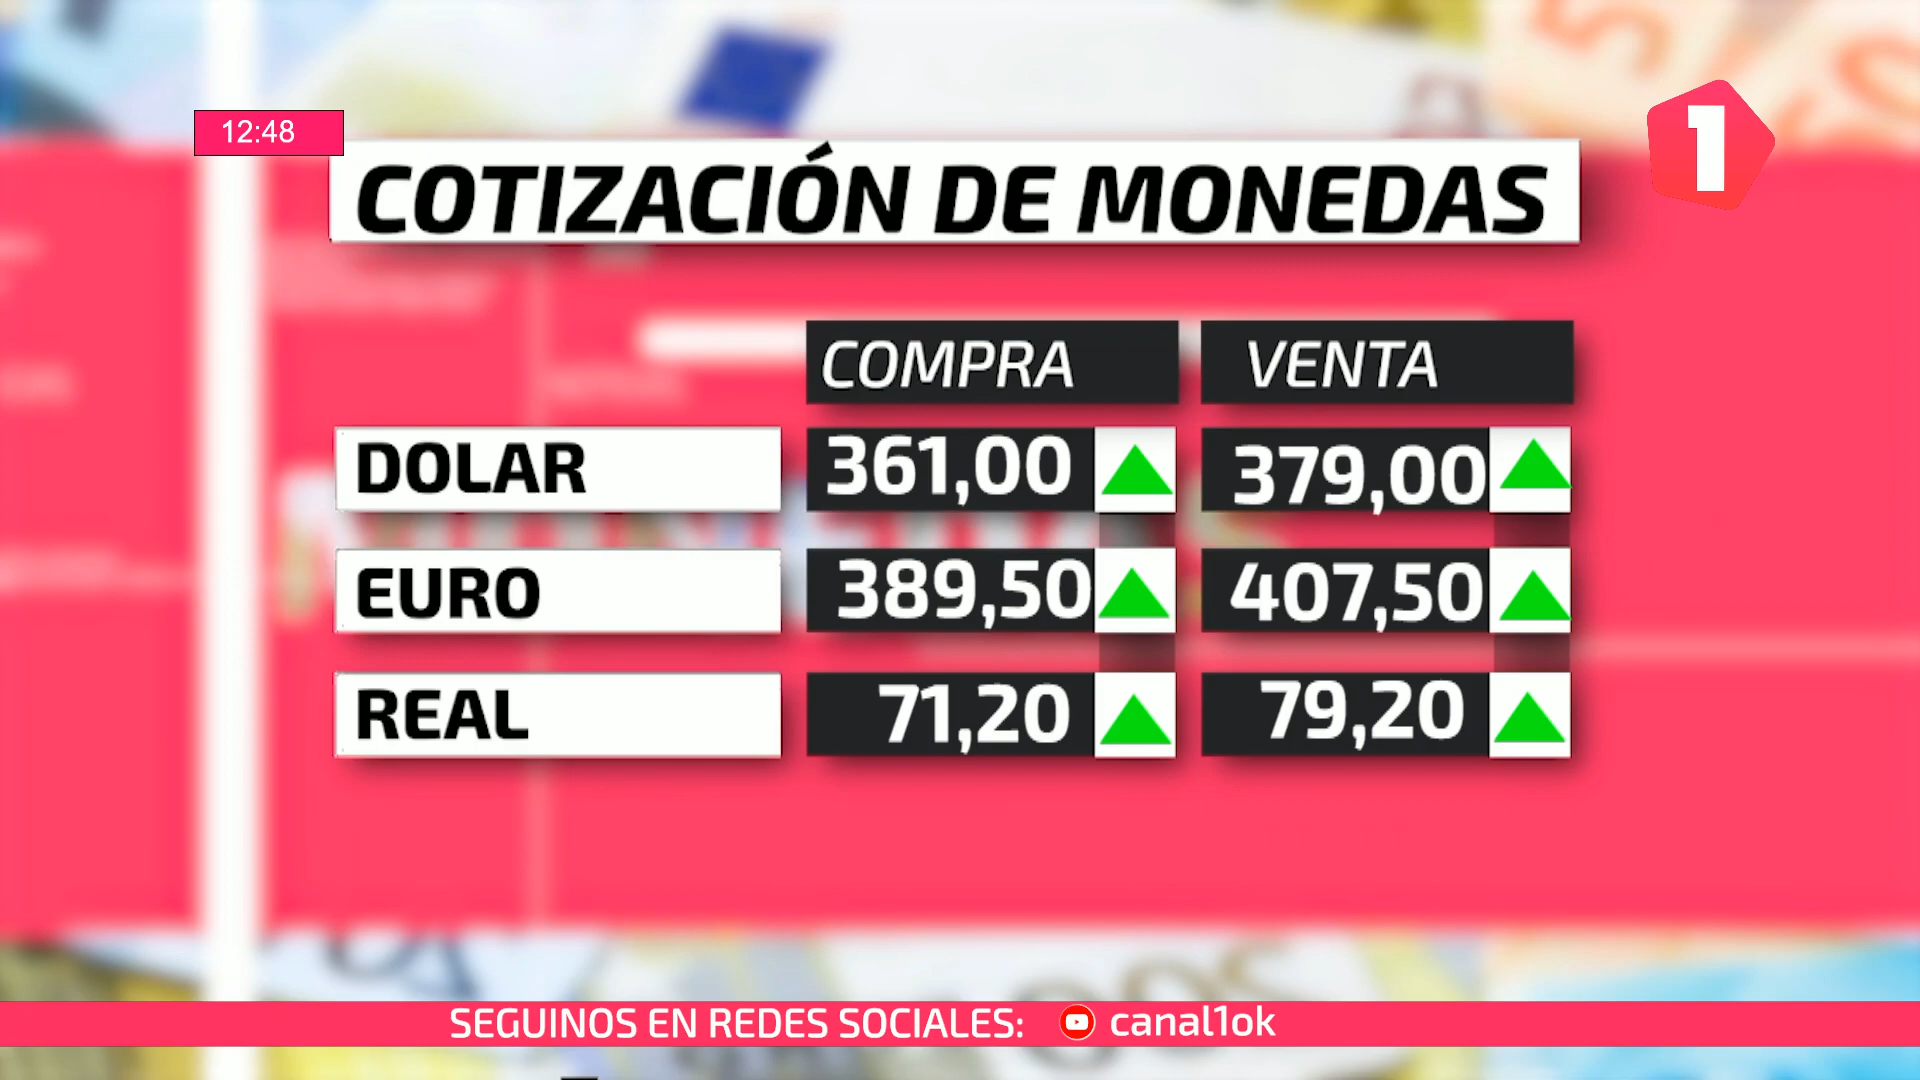 12:48
1
COTIZACIÓN DE MONEDAS
COMPRA VENTA
DOLAR 361,00 379,00
EURO 389,50 407,50
REAL 71,20 79,20
SEGUINOS EN REDES SOCIALES: canal1ok